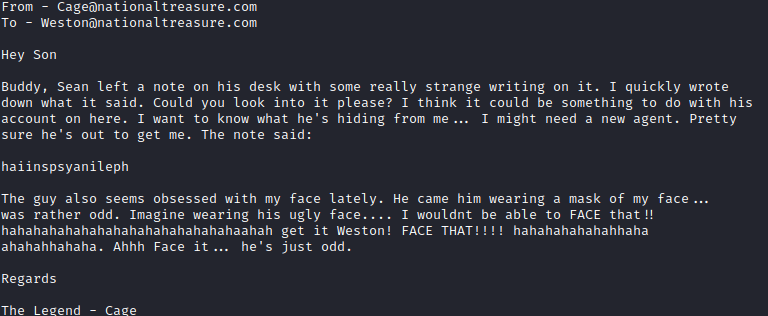 From - Cage@nationaltreasure.com
To - Weston@nationaltreasure.com
Hey Son
Buddy, Sean left a note on his desk with some really strange writing on it. I quickly wrote
down what it said. Could you look into it please? I think it could be something to do with his
account on here. I want to know what he's hiding from me... I might need a new agent. Pretty
sure he's out to get me. The note said:
haiinspsyanileph
The guy also seems obsessed with my face lately. He came him wearing a mask of my face...
was rather odd. Imagine wearing his ugly face.... I wouldnt be able to FACE that!!
hahahahahahahahahahahahahahahaahah get it Weston! FACE THAT!!!! hahahahahahahhaha
ahahahhahaha. Ahhh Face it... he's just odd.
Regards
The Legend - Cage